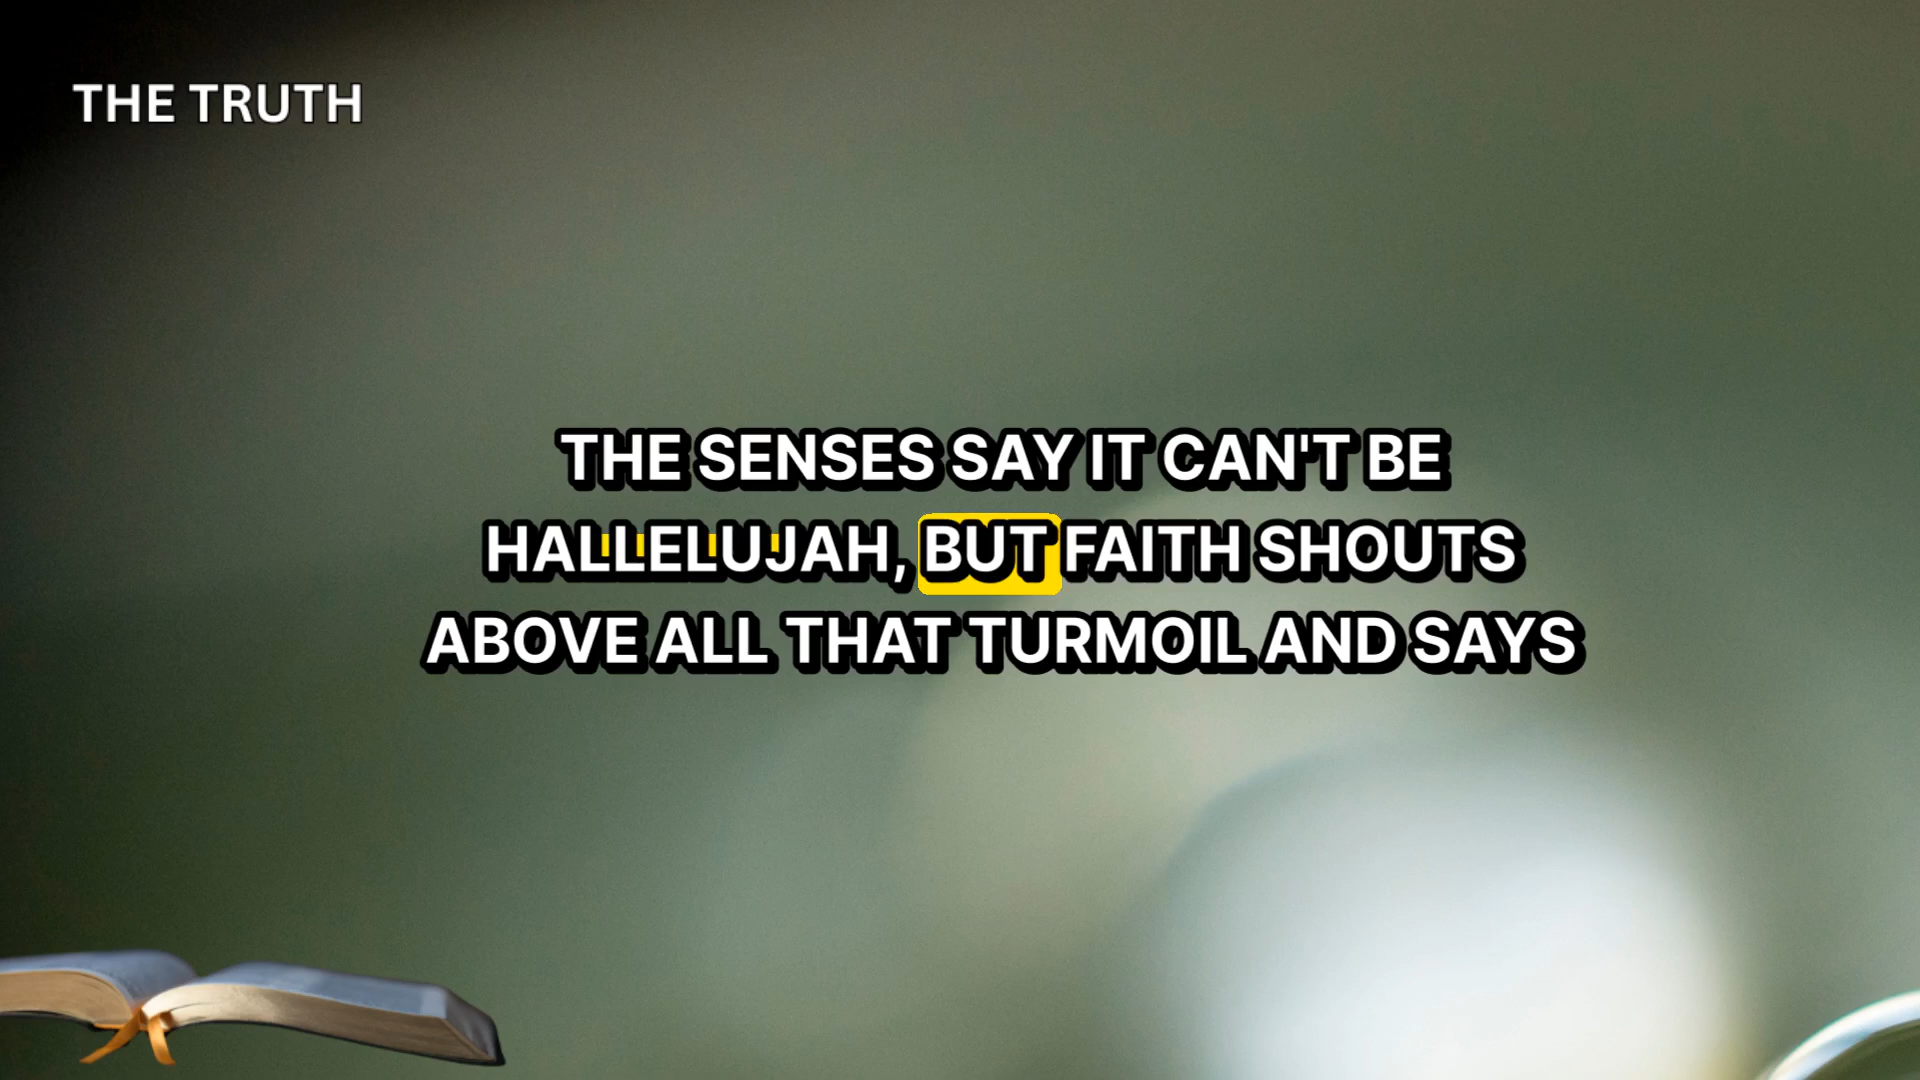 THE TRUTH
THE SENSES SAY IT CAN'T BE
HALLELUJAH, BUT FAITH SHOUTS
ABOVE ALL THAT TURMOIL AND SAYS